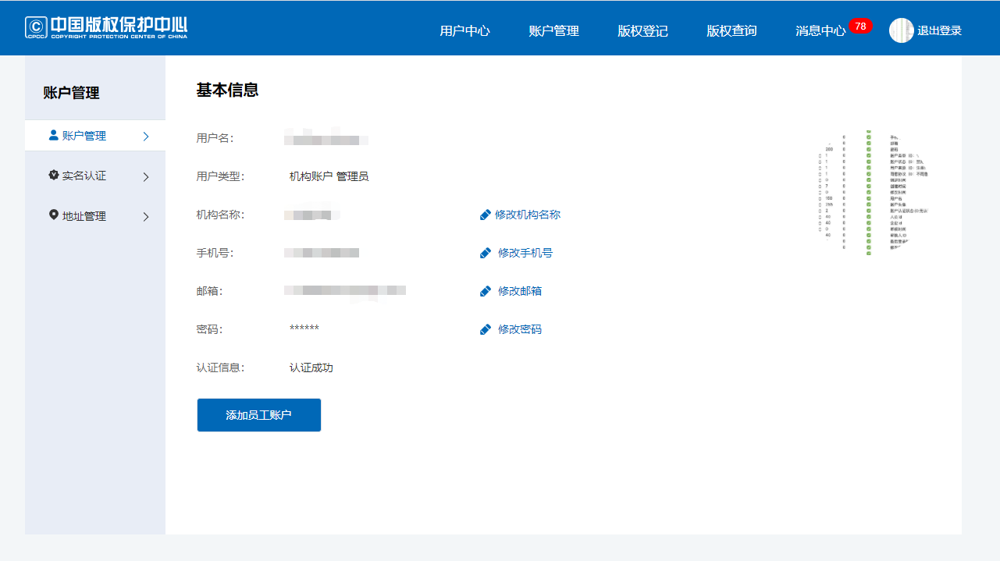 中国版权保护中心
CPCC COPYRIGHT PROTECTION CENTER OF CHINA
用户中心 账户管理 版权登记 版权查询 消息中心 78 退出登录
账户管理
账户管理
实名认证
地址管理
基本信息
用户名:
用户类型: 机构账户 管理员
机构名称: 修改机构名称
手机号: 修改手机号
邮箱: 修改邮箱
密码: ****** 修改密码
认证信息: 认证成功
添加员工账户